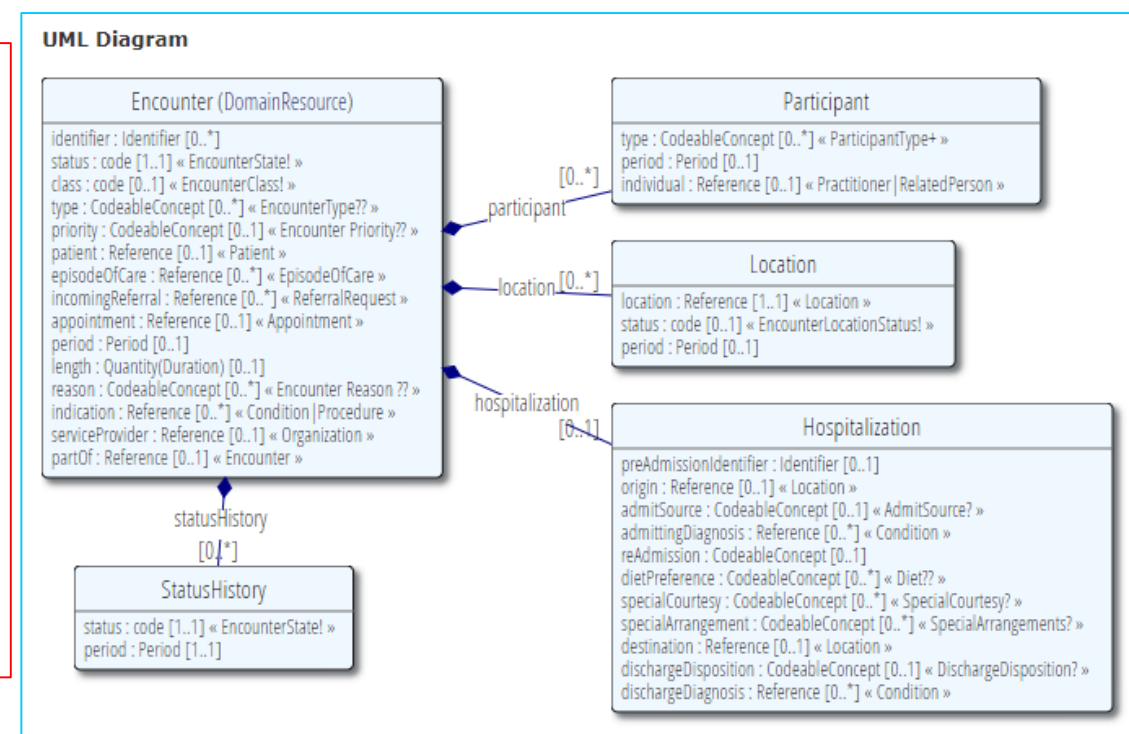 UML Diagram
Encounter (DomainResource)
identifier : Identifier [0..*]
status : code [1..1] « EncounterState! »
class : code [0..1] « EncounterClass! »
type : CodeableConcept [0..*] « EncounterType?? »
priority : CodeableConcept [0..1] « Encounter Priority?? »
patient : Reference [0..1] « Patient »
episodeOfCare : Reference [0..*] « EpisodeOfCare »
incomingReferral : Reference [0..*] « ReferralRequest »
appointment : Reference [0..1] « Appointment »
period : Period [0..1]
length : Quantity(Duration) [0..1]
reason : CodeableConcept [0..*] « Encounter Reason ?? »
indication : Reference [0..*] « Condition|Procedure »
serviceProvider : Reference [0..1] « Organization »
partOf : Reference [0..1] « Encounter »
participant
[0..*]
Participant
type : CodeableConcept [0..*] « ParticipantType+ »
period : Period [0..1]
individual : Reference [0..1] « Practitioner|RelatedPerson »
location
[0..*]
Location
location : Reference [1..1] « Location »
status : code [0..1] « EncounterLocationStatus! »
period : Period [0..1]
hospitalization
[0..1]
Hospitalization
preAdmissionIdentifier : Identifier [0..1]
origin : Reference [0..1] « Location »
admitSource : CodeableConcept [0..1] « AdmitSource? »
admittingDiagnosis : Reference [0..*] « Condition »
reAdmission : CodeableConcept [0..1]
dietPreference : CodeableConcept [0..*] « Diet?? »
specialCourtesy : CodeableConcept [0..*] « SpecialCourtesy? »
specialArrangement : CodeableConcept [0..*] « SpecialArrangements? »
destination : Reference [0..1] « Location »
dischargeDisposition : CodeableConcept [0..1] « DischargeDisposition? »
dischargeDiagnosis : Reference [0..*] « Condition »
statusHistory
[0..*]
StatusHistory
status : code [1..1] « EncounterState! »
period : Period [1..1]